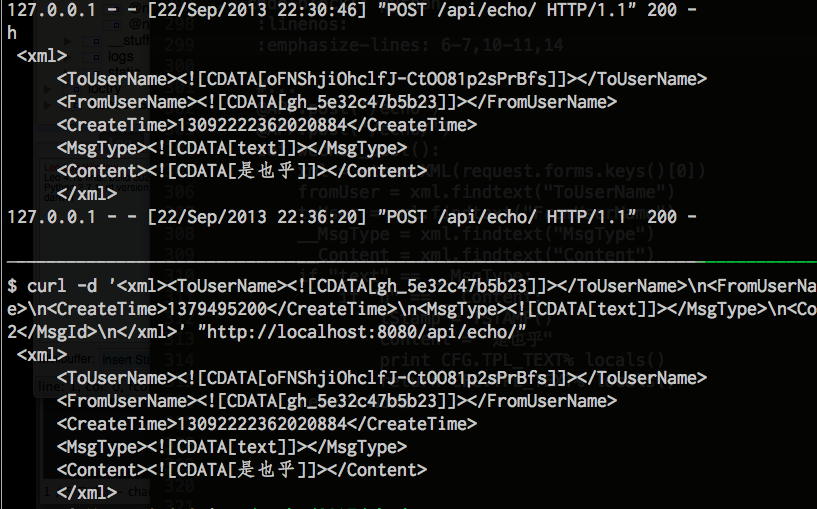 127.0.0.1 - - [22/Sep/2013 22:30:46] "POST /api/echo/ HTTP/1.1" 200 -
h
<xml>
<ToUserName><![CDATA[oFNShjiOhclfJ-CtOO81p2sPrBfs]]></ToUserName>
<FromUserName><![CDATA[gh_5e32c47b5b23]]></FromUserName>
<CreateTime>13092222362020884</CreateTime>
<MsgType><![CDATA[text]]></MsgType>
<Content><![CDATA[是也乎]]></Content>
</xml>
127.0.0.1 - - [22/Sep/2013 22:36:20] "POST /api/echo/ HTTP/1.1" 200 -
$ curl -d '<xml><ToUserName><![CDATA[gh_5e32c47b5b23]]></ToUserName>\n<FromUserNa
e>\n<CreateTime>1379495200</CreateTime>\n<MsgType><![CDATA[text]]></MsgType>\n<Co
2</MsgId>\n</xml>' "http://localhost:8080/api/echo/"
<xml>
<ToUserName><![CDATA[oFNShjiOhclfJ-CtOO81p2sPrBfs]]></ToUserName>
<FromUserName><![CDATA[gh_5e32c47b5b23]]></FromUserName>
<CreateTime>13092222362020884</CreateTime>
<MsgType><![CDATA[text]]></MsgType>
<Content><![CDATA[是也乎]]></Content>
</xml>